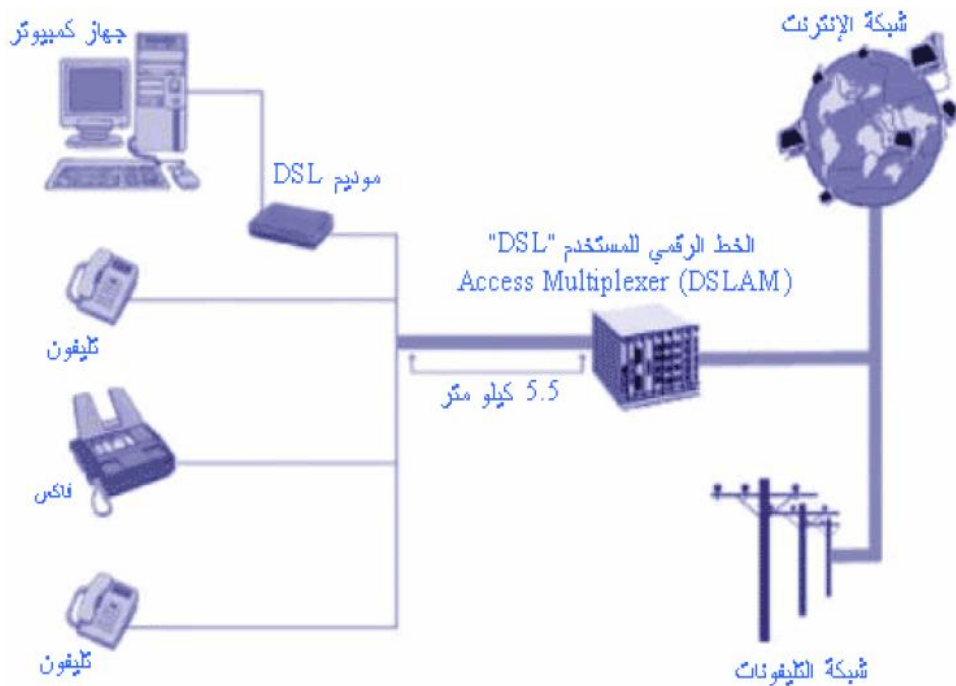 شبكة الإنترنت
جهاز كمبيوتر
موديم DSL
الخط الرقمي للمستخدم "DSL"
Access Multiplexer (DSLAM)
تليفون
5.5 كيلو متر
فاكس
تليفون
شبكة التليفونات